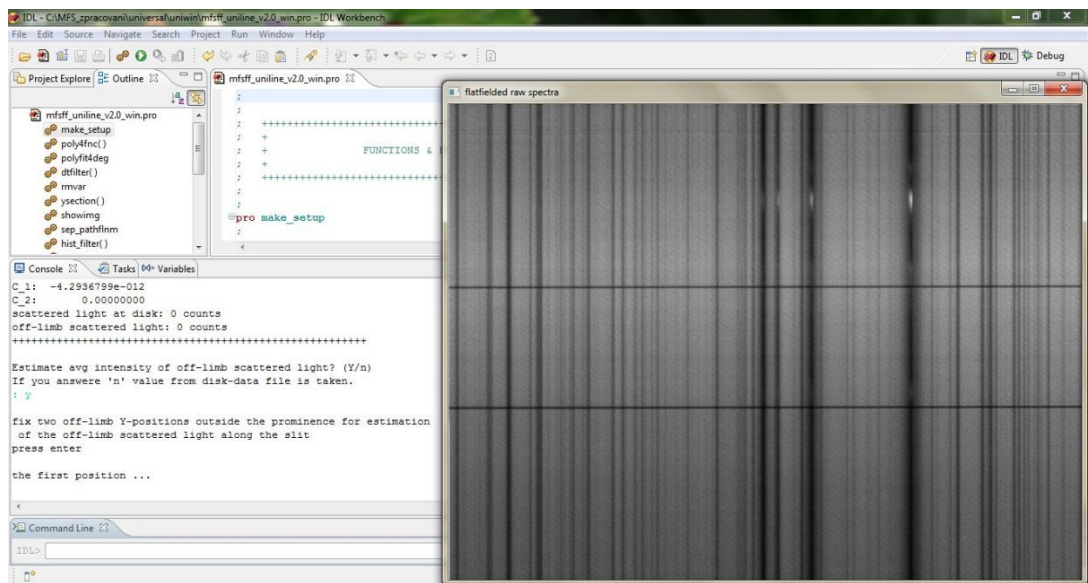 IDL - C:\MFS_zpracovani\universal\uniwin\mfsff_uniline_v2.0_win.pro - IDL Workbench
File Edit Source Navigate Search Project Run Window Help
IDL Debug
Project Explore Outline
mfsff_uniline_v2.0_win.pro
make_setup
poly4fnc()
polyfit4deg
dtfilter()
rmvar
ysection()
showimg
sep_pathflnm
hist_filter()
mfsff_uniline_v2.0_win.pro
;
;
; +++++++++++++++++++++++++++++
; +
; + FUNCTIONS &
; +
; +++++++++++++++++++++++++++++
;
;
pro make_setup
;
flatfielded raw spectra
Console Tasks Variables
C_1: -4.2936799e-012
C_2: 0.00000000
scattered light at disk: 0 counts
off-limb scattered light: 0 counts
++++++++++++++++++++++++++++++++++++++++++++++++++++++++
Estimate avg intensity of off-limb scattered light? (Y/n)
If you answere 'n' value from disk-data file is taken.
: y
fix two off-limb Y-positions outside the prominence for estimation
of the off-limb scattered light along the slit
press enter
the first position ...
Command Line
IDL>